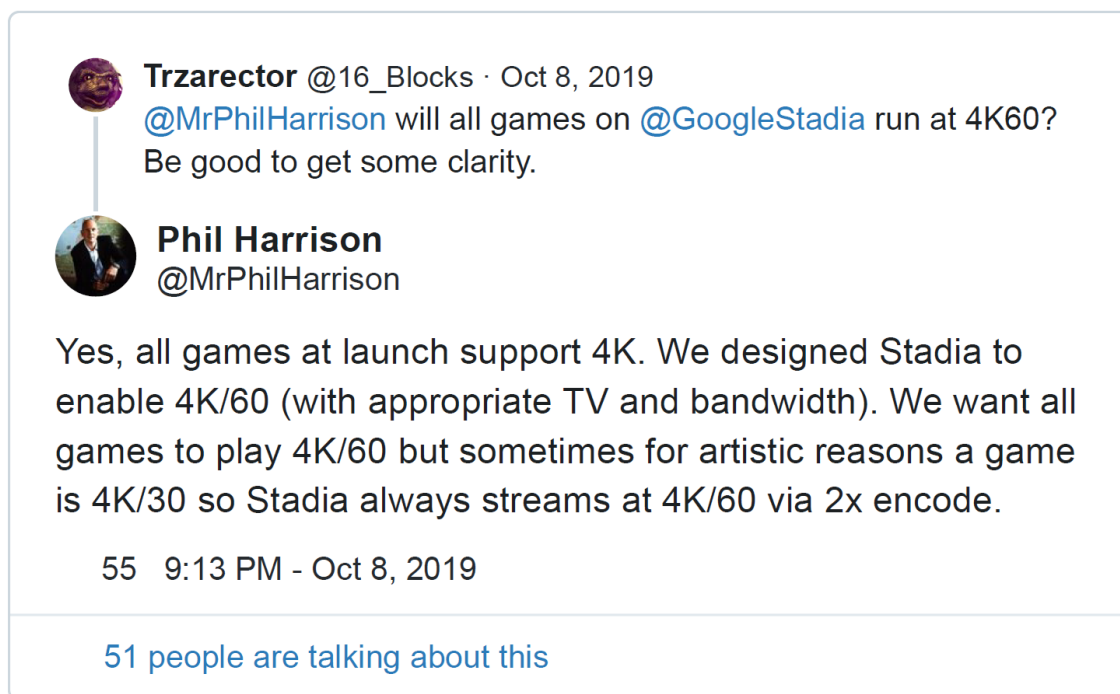 Trzarector @16_Blocks · Oct 8, 2019
@MrPhilHarrison will all games on @GoogleStadia run at 4K60?
Be good to get some clarity.
Phil Harrison
@MrPhilHarrison
Yes, all games at launch support 4K. We designed Stadia to
enable 4K/60 (with appropriate TV and bandwidth). We want all
games to play 4K/60 but sometimes for artistic reasons a game
is 4K/30 so Stadia always streams at 4K/60 via 2x encode.
55 9:13 PM - Oct 8, 2019
51 people are talking about this